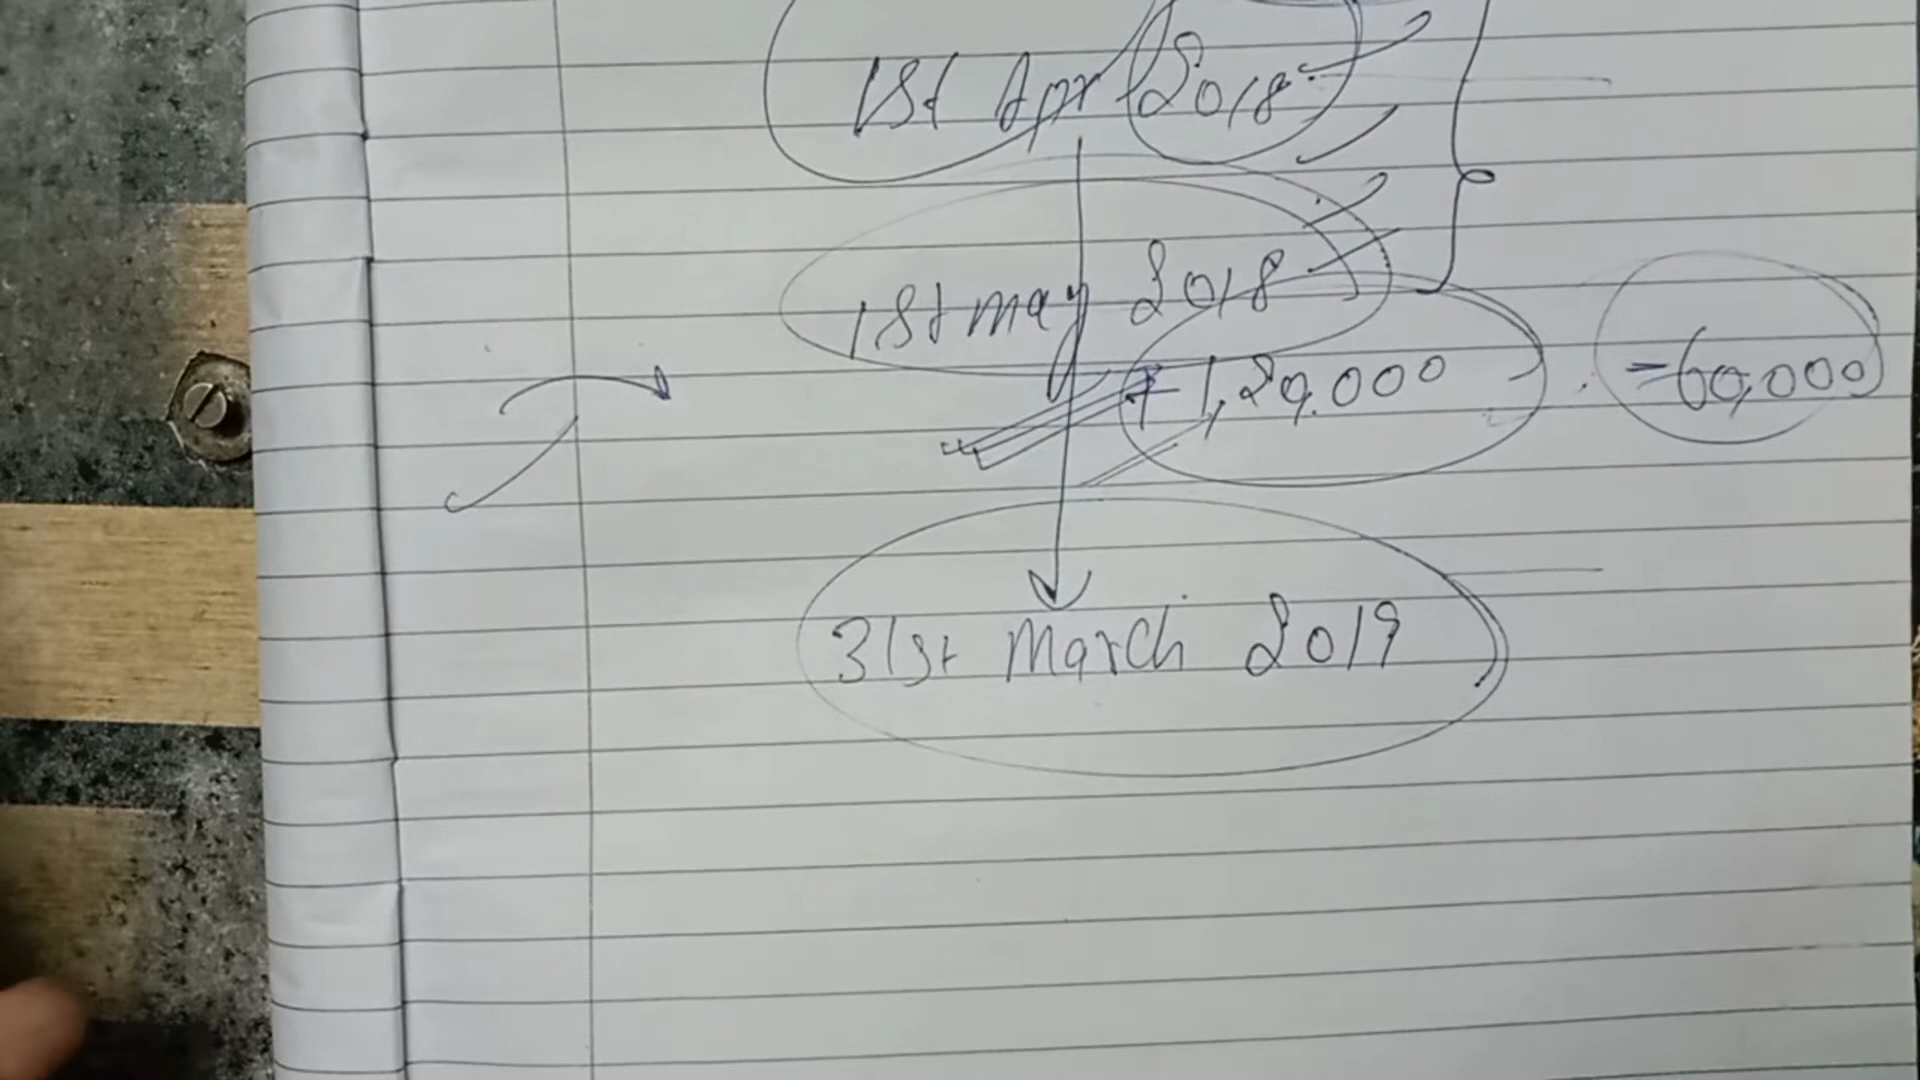 1st Apr 2018
1st may 2018
1,20,000 = 60,000
31st March 2019